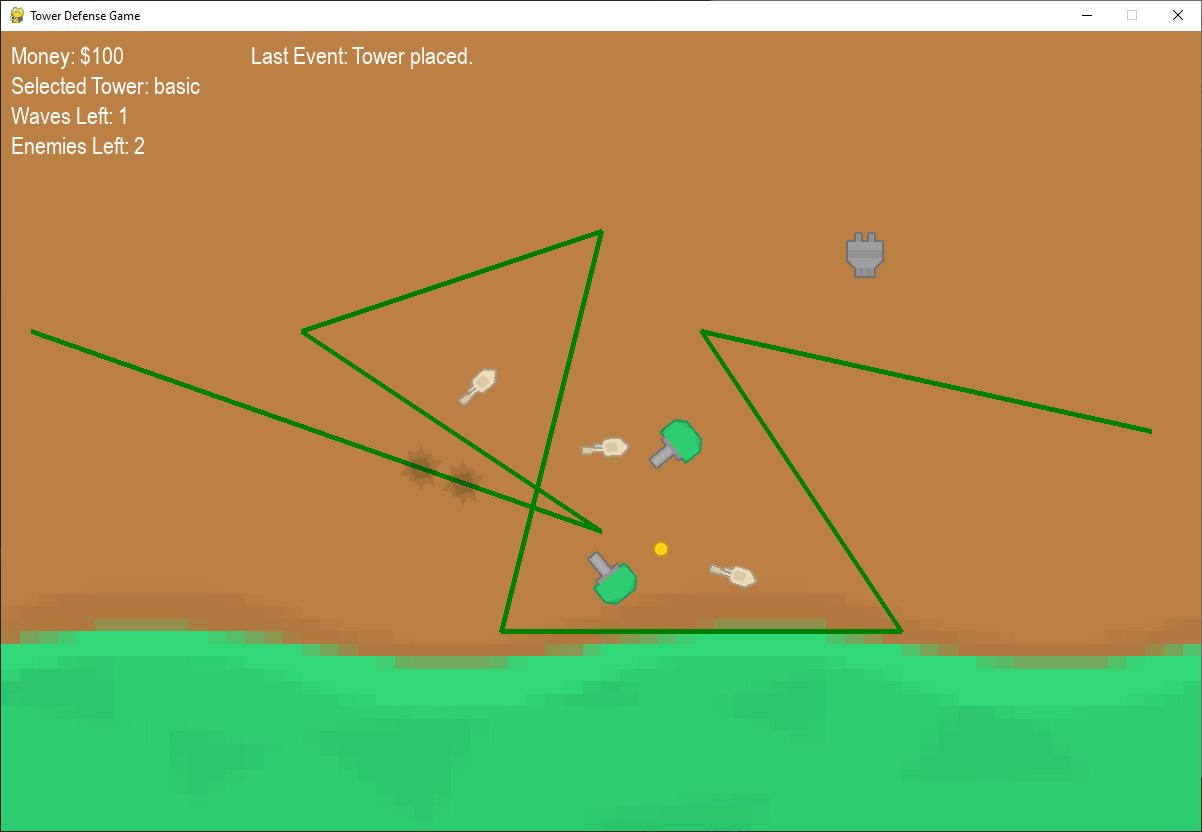 Tower Defense Game
Money: $100
Last Event: Tower placed.
Selected Tower: basic
Waves Left: 1
Enemies Left: 2